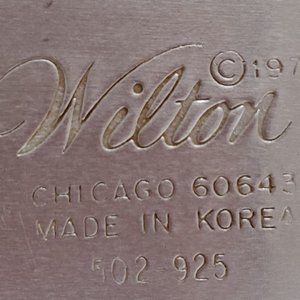 ©197
Wilton
CHICAGO 60643
MADE IN KOREA
502 925